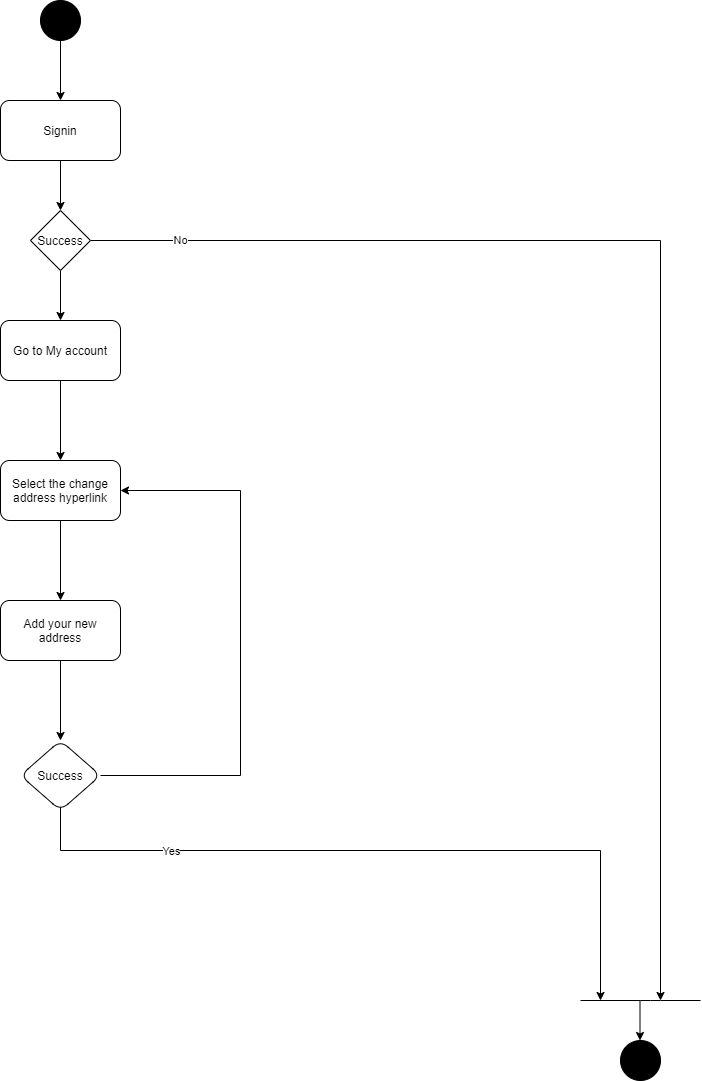 Signin
Success
No
Go to My account
Select the change
address hyperlink
Add your new
address
Success
Yes